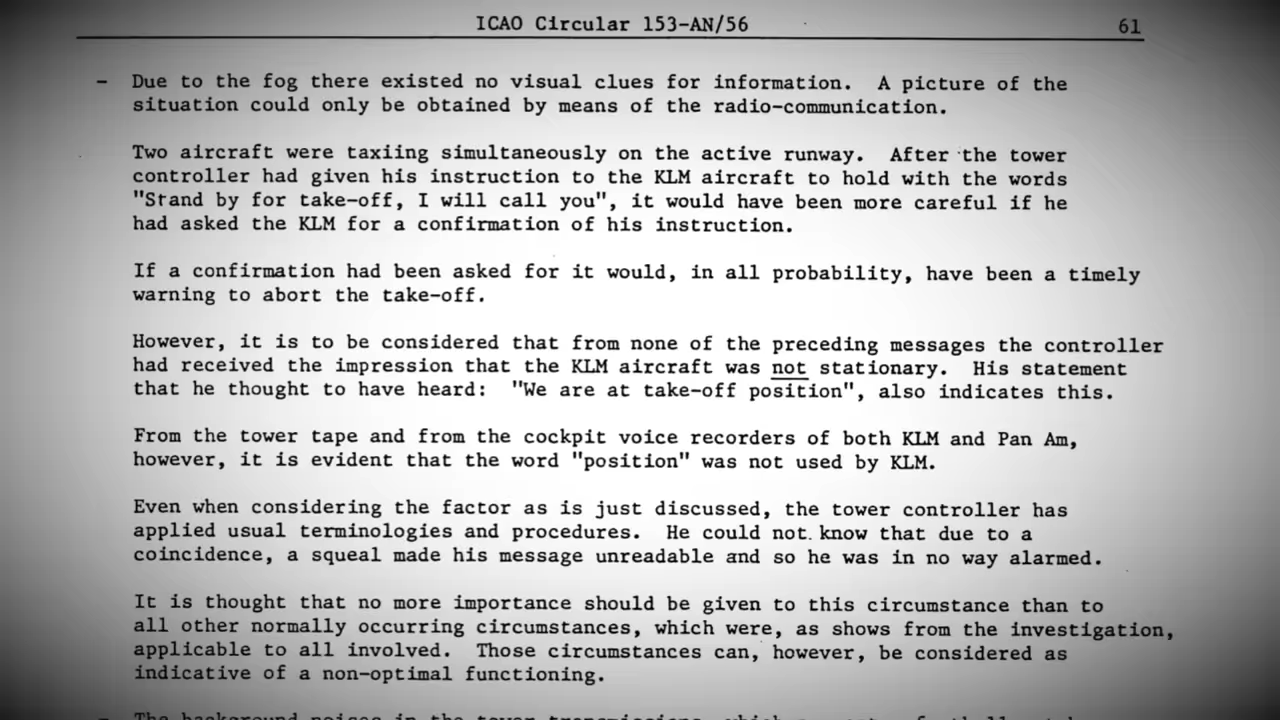 ICAO Circular 153-AN/56 61
- Due to the fog there existed no visual clues for information. A picture of the
situation could only be obtained by means of the radio-communication.
Two aircraft were taxiing simultaneously on the active runway. After the tower
controller had given his instruction to the KLM aircraft to hold with the words
"Stand by for take-off, I will call you", it would have been more careful if he
had asked the KLM for a confirmation of his instruction.
If a confirmation had been asked for it would, in all probability, have been a timely
warning to abort the take-off.
However, it is to be considered that from none of the preceding messages the controller
had received the impression that the KLM aircraft was not stationary. His statement
that he thought to have heard: "We are at take-off position", also indicates this.
From the tower tape and from the cockpit voice recorders of both KLM and Pan Am,
however, it is evident that the word "position" was not used by KLM.
Even when considering the factor as is just discussed, the tower controller has
applied usual terminologies and procedures. He could not know that due to a
coincidence, a squeal made his message unreadable and so he was in no way alarmed.
It is thought that no more importance should be given to this circumstance than to
all other normally occurring circumstances, which were, as shows from the investigation,
applicable to all involved. Those circumstances can, however, be considered as
indicative of a non-optimal functioning.
- The background noises in the tower transmissions, which